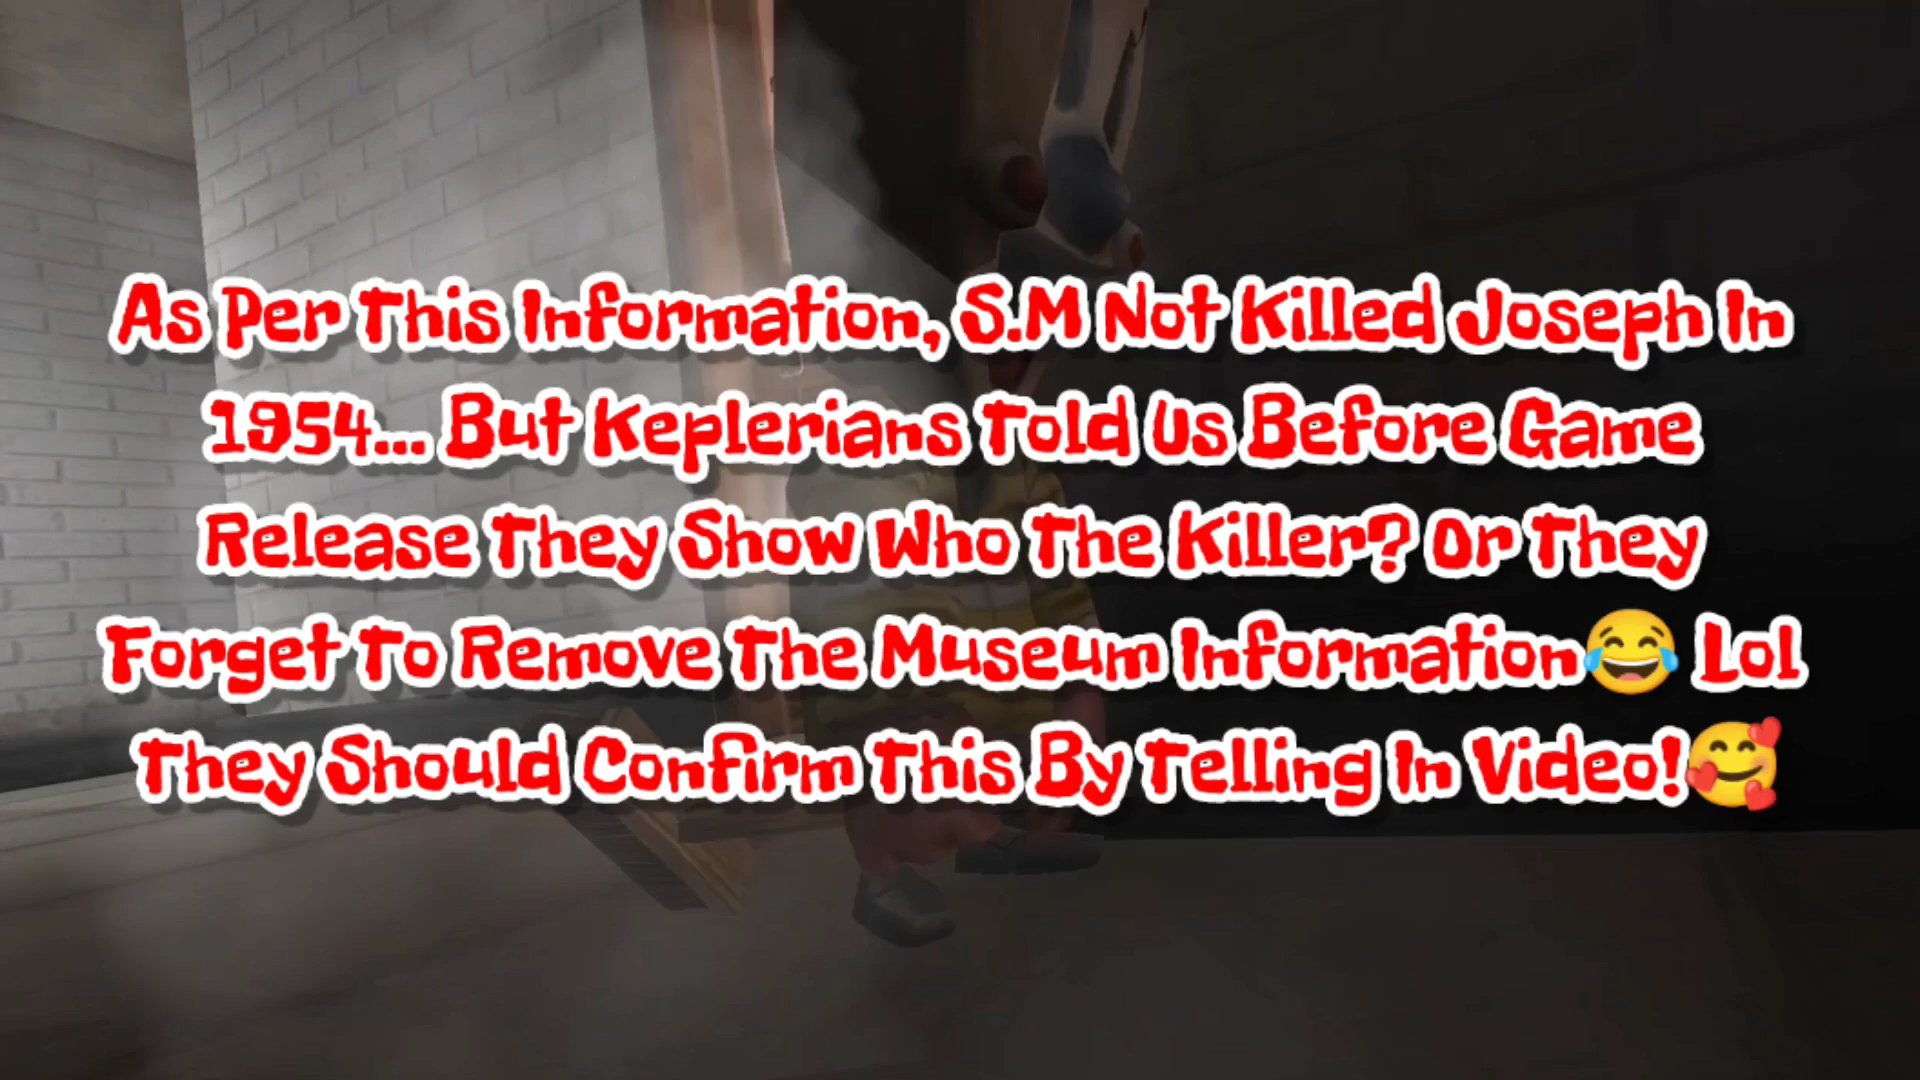 As Per This Information, S.M Not Killed Joseph In
1954... But Keplerians Told Us Before Game
Release They Show Who The Killer? Or They
Forget To Remove The Museum Information😂 Lol
They Should Confirm This By Telling In Video!🥰